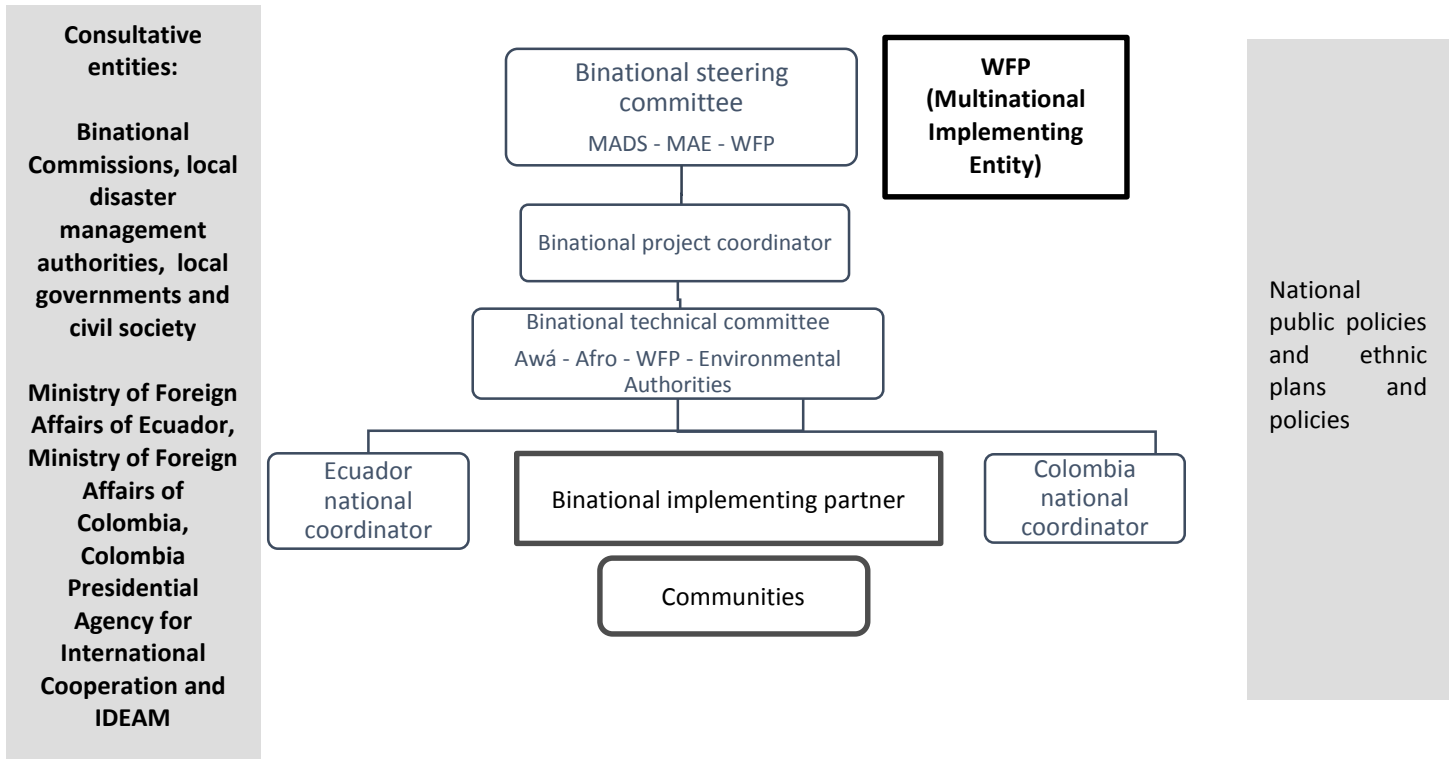 Consultative
entities:
Binational
Commissions, local
disaster
management
authorities, local
governments and
civil society
Ministry of Foreign
Affairs of Ecuador,
Ministry of Foreign
Affairs of
Colombia,
Colombia
Presidential
Agency for
International
Cooperation and
IDEAM
Binational steering
committee
MADS - MAE - WFP
WFP
(Multinational
Implementing
Entity)
Binational project coordinator
Binational technical committee
Awá - Afro - WFP - Environmental
Authorities
Ecuador
national
coordinator
Binational implementing partner
Colombia
national
coordinator
Communities
National
public policies
and ethnic
plans and
policies